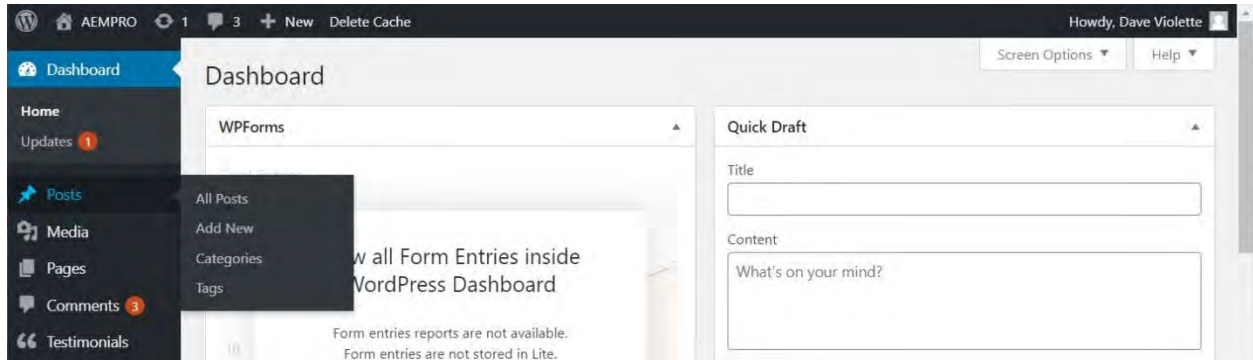 AEMPRO 1 3 + New Delete Cache Howdy, Dave Violette
Screen Options Help
Dashboard
Home
Updates 1
Posts
Media
Pages
Comments 3
Testimonials
All Posts
Add New
Categories
Tags
Dashboard
WPForms
w all Form Entries inside
WordPress Dashboard
Form entries reports are not available.
Form entries are not stored in Lite.
Quick Draft
Title
Content
What's on your mind?